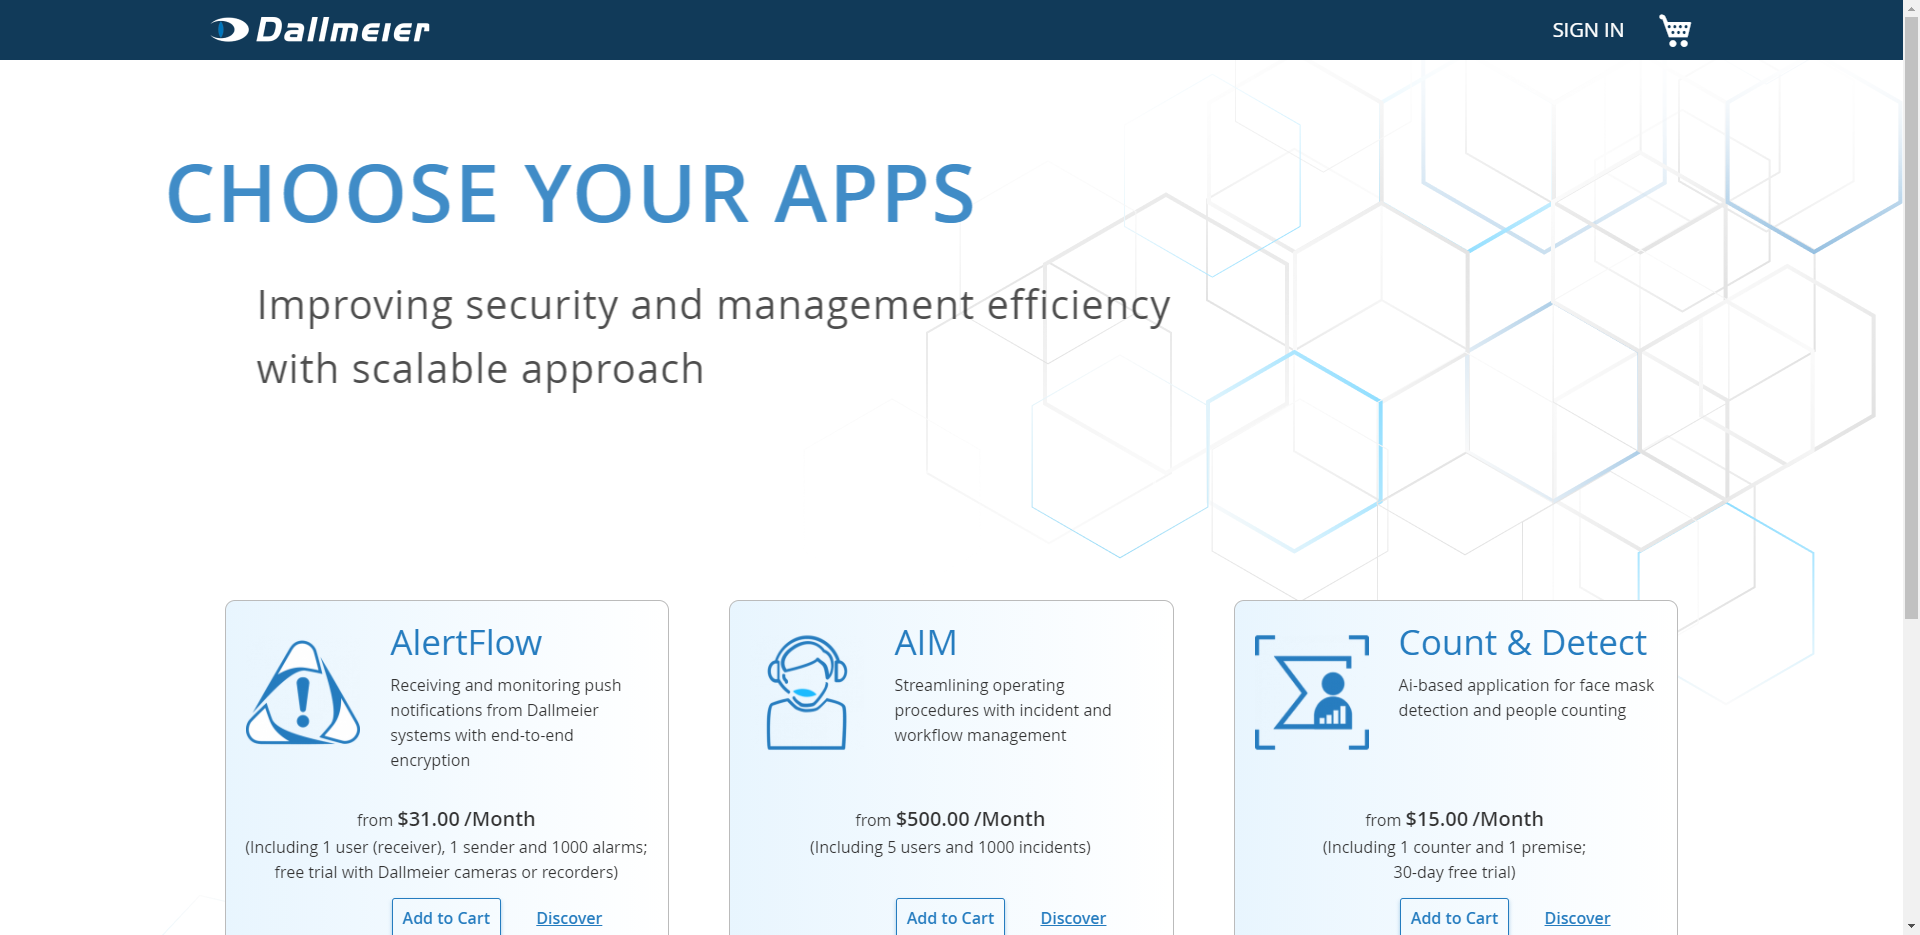 Dallmeier
SIGN IN
CHOOSE YOUR APPS
Improving security and management efficiency
with scalable approach
AlertFlow
Receiving and monitoring push
notifications from Dallmeier
systems with end-to-end
encryption
from $31.00 /Month
(Including 1 user (receiver), 1 sender and 1000 alarms;
free trial with Dallmeier cameras or recorders)
Add to Cart Discover
AIM
Streamlining operating
procedures with incident and
workflow management
from $500.00 /Month
(Including 5 users and 1000 incidents)
Add to Cart Discover
Count & Detect
Ai-based application for face mask
detection and people counting
from $15.00 /Month
(Including 1 counter and 1 premise;
30-day free trial)
Add to Cart Discover